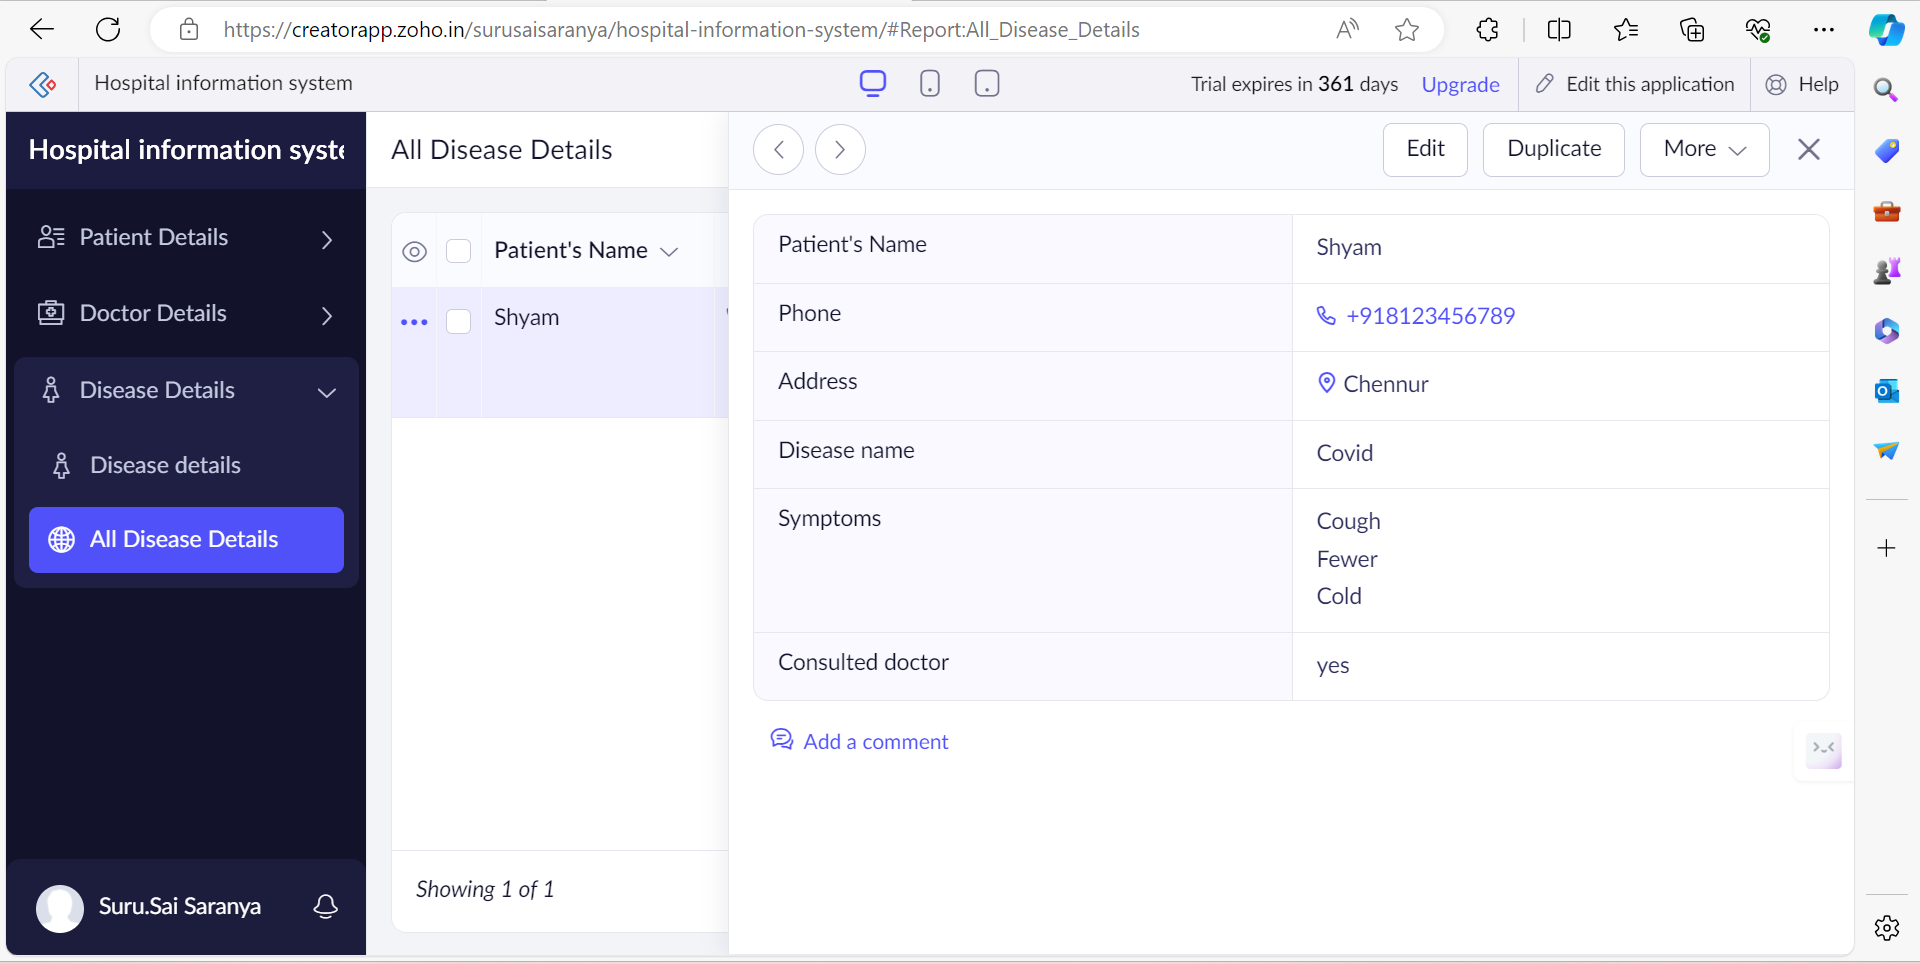 https://creatorapp.zoho.in/surusaisaranya/hospital-information-system/#Report:All_Disease_Details
Hospital information system
Trial expires in 361 days
Upgrade
Edit this application
Help
Hospital information syste
Patient Details
Doctor Details
Disease Details
Disease details
All Disease Details
Suru.Sai Saranya
All Disease Details
Patient's Name
Shyam
Showing 1 of 1
Edit
Duplicate
More
Patient's Name
Shyam
Phone
+918123456789
Address
Chennur
Disease name
Covid
Symptoms
Cough
Fewer
Cold
Consulted doctor
yes
Add a comment